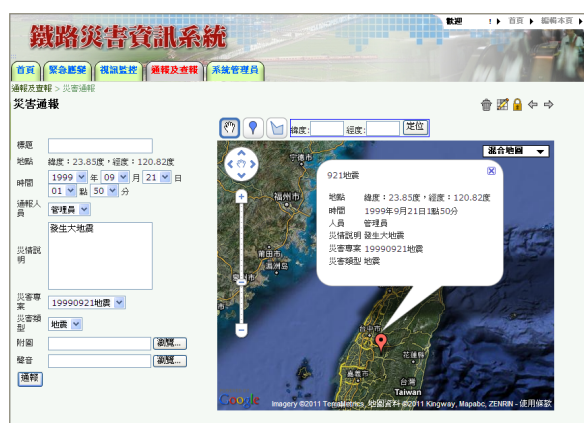 鐵路災害資訊系統
歡迎 ! 首頁 編輯本頁
首頁 緊急應變 視訊監控 通報及查報 系統管理員
通報及查報 > 災害通報
災害通報
緯度: 經度: 定位
標題
地點 緯度：23.85度，經度：120.82度
時間 1999 年 09 月 21 日
01 點 50 分
通報人員 管理員
災情說明 發生大地震
災害專案 19990921地震
災害類型 地震
附圖 瀏覽...
聲音 瀏覽...
通報
混合地圖
921地震
地點 緯度：23.85度，經度：120.82度
時間 1999年9月21日1點50分
人員 管理員
災情說明 發生大地震
災害專案 19990921地震
災害類型 地震
宁德市
福州市
莆田市
湄洲岛
台中市
花蓮縣
嘉義市
台灣
Taiwan
Google
Imagery ©2011 TerraMetrics, 地圖資料 ©2011 Kingway, Mapabc, ZENRIN - 使用條款